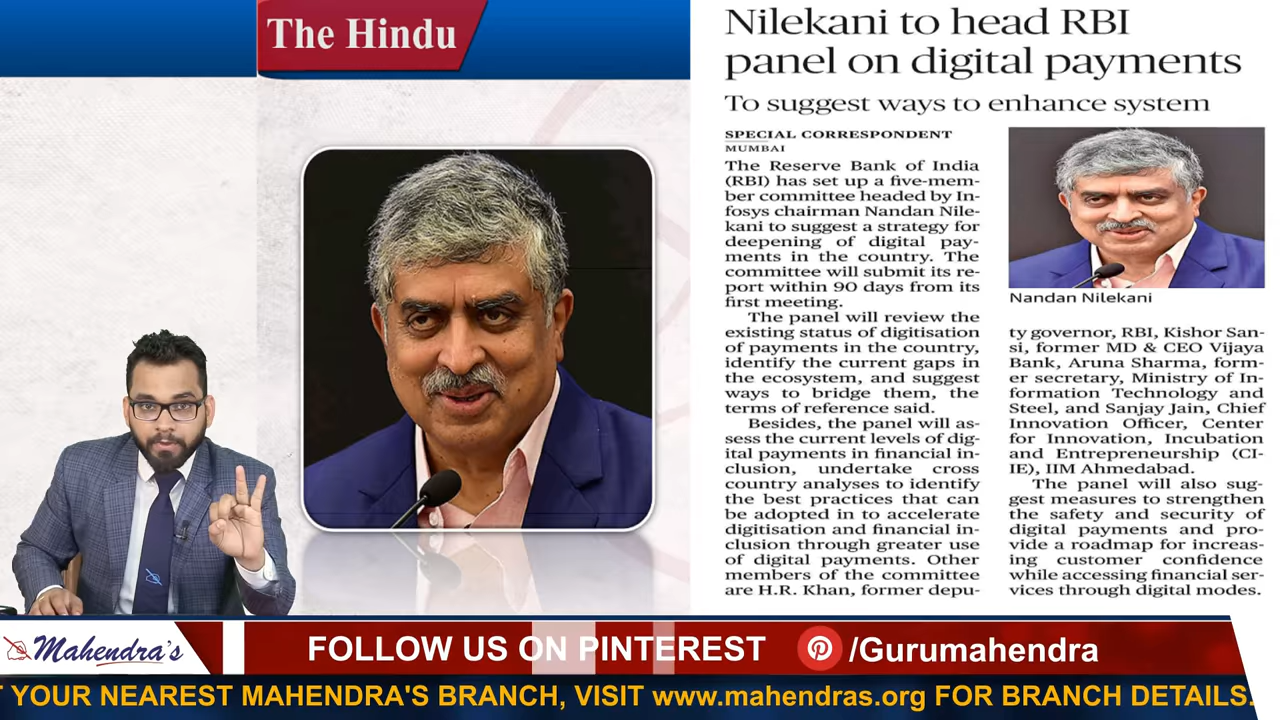 The Hindu
Nilekani to head RBI
panel on digital payments
To suggest ways to enhance system
SPECIAL CORRESPONDENT
MUMBAI
The Reserve Bank of India
(RBI) has set up a five-mem-
ber committee headed by In-
fosys chairman Nandan Nile-
kani to suggest a strategy for
deepening of digital pay-
ments in the country. The
committee will submit its re-
port within 90 days from its
first meeting.
The panel will review the
existing status of digitisation
of payments in the country,
identify the current gaps in
the ecosystem, and suggest
ways to bridge them, the
terms of reference said.
Besides, the panel will as-
sess the current levels of dig-
ital payments in financial in-
clusion, undertake cross
country analyses to identify
the best practices that can
be adopted in to accelerate
digitisation and financial in-
clusion through greater use
of digital payments. Other
members of the committee
are H.R. Khan, former depu-
Nandan Nilekani
ty governor, RBI, Kishor San-
si, former MD & CEO Vijaya
Bank, Aruna Sharma, form-
er secretary, Ministry of In-
formation Technology and
Steel, and Sanjay Jain, Chief
Innovation Officer, Center
for Innovation, Incubation
and Entrepreneurship (CI-
IE), IIM Ahmedabad.
The panel will also sug-
gest measures to strengthen
the safety and security of
digital payments and pro-
vide a roadmap for increas-
ing customer confidence
while accessing financial ser-
vices through digital modes.
Mahendra's
FOLLOW US ON PINTEREST
/Gurumahendra
T YOUR NEAREST MAHENDRA'S BRANCH, VISIT www.mahendras.org FOR BRANCH DETAILS.